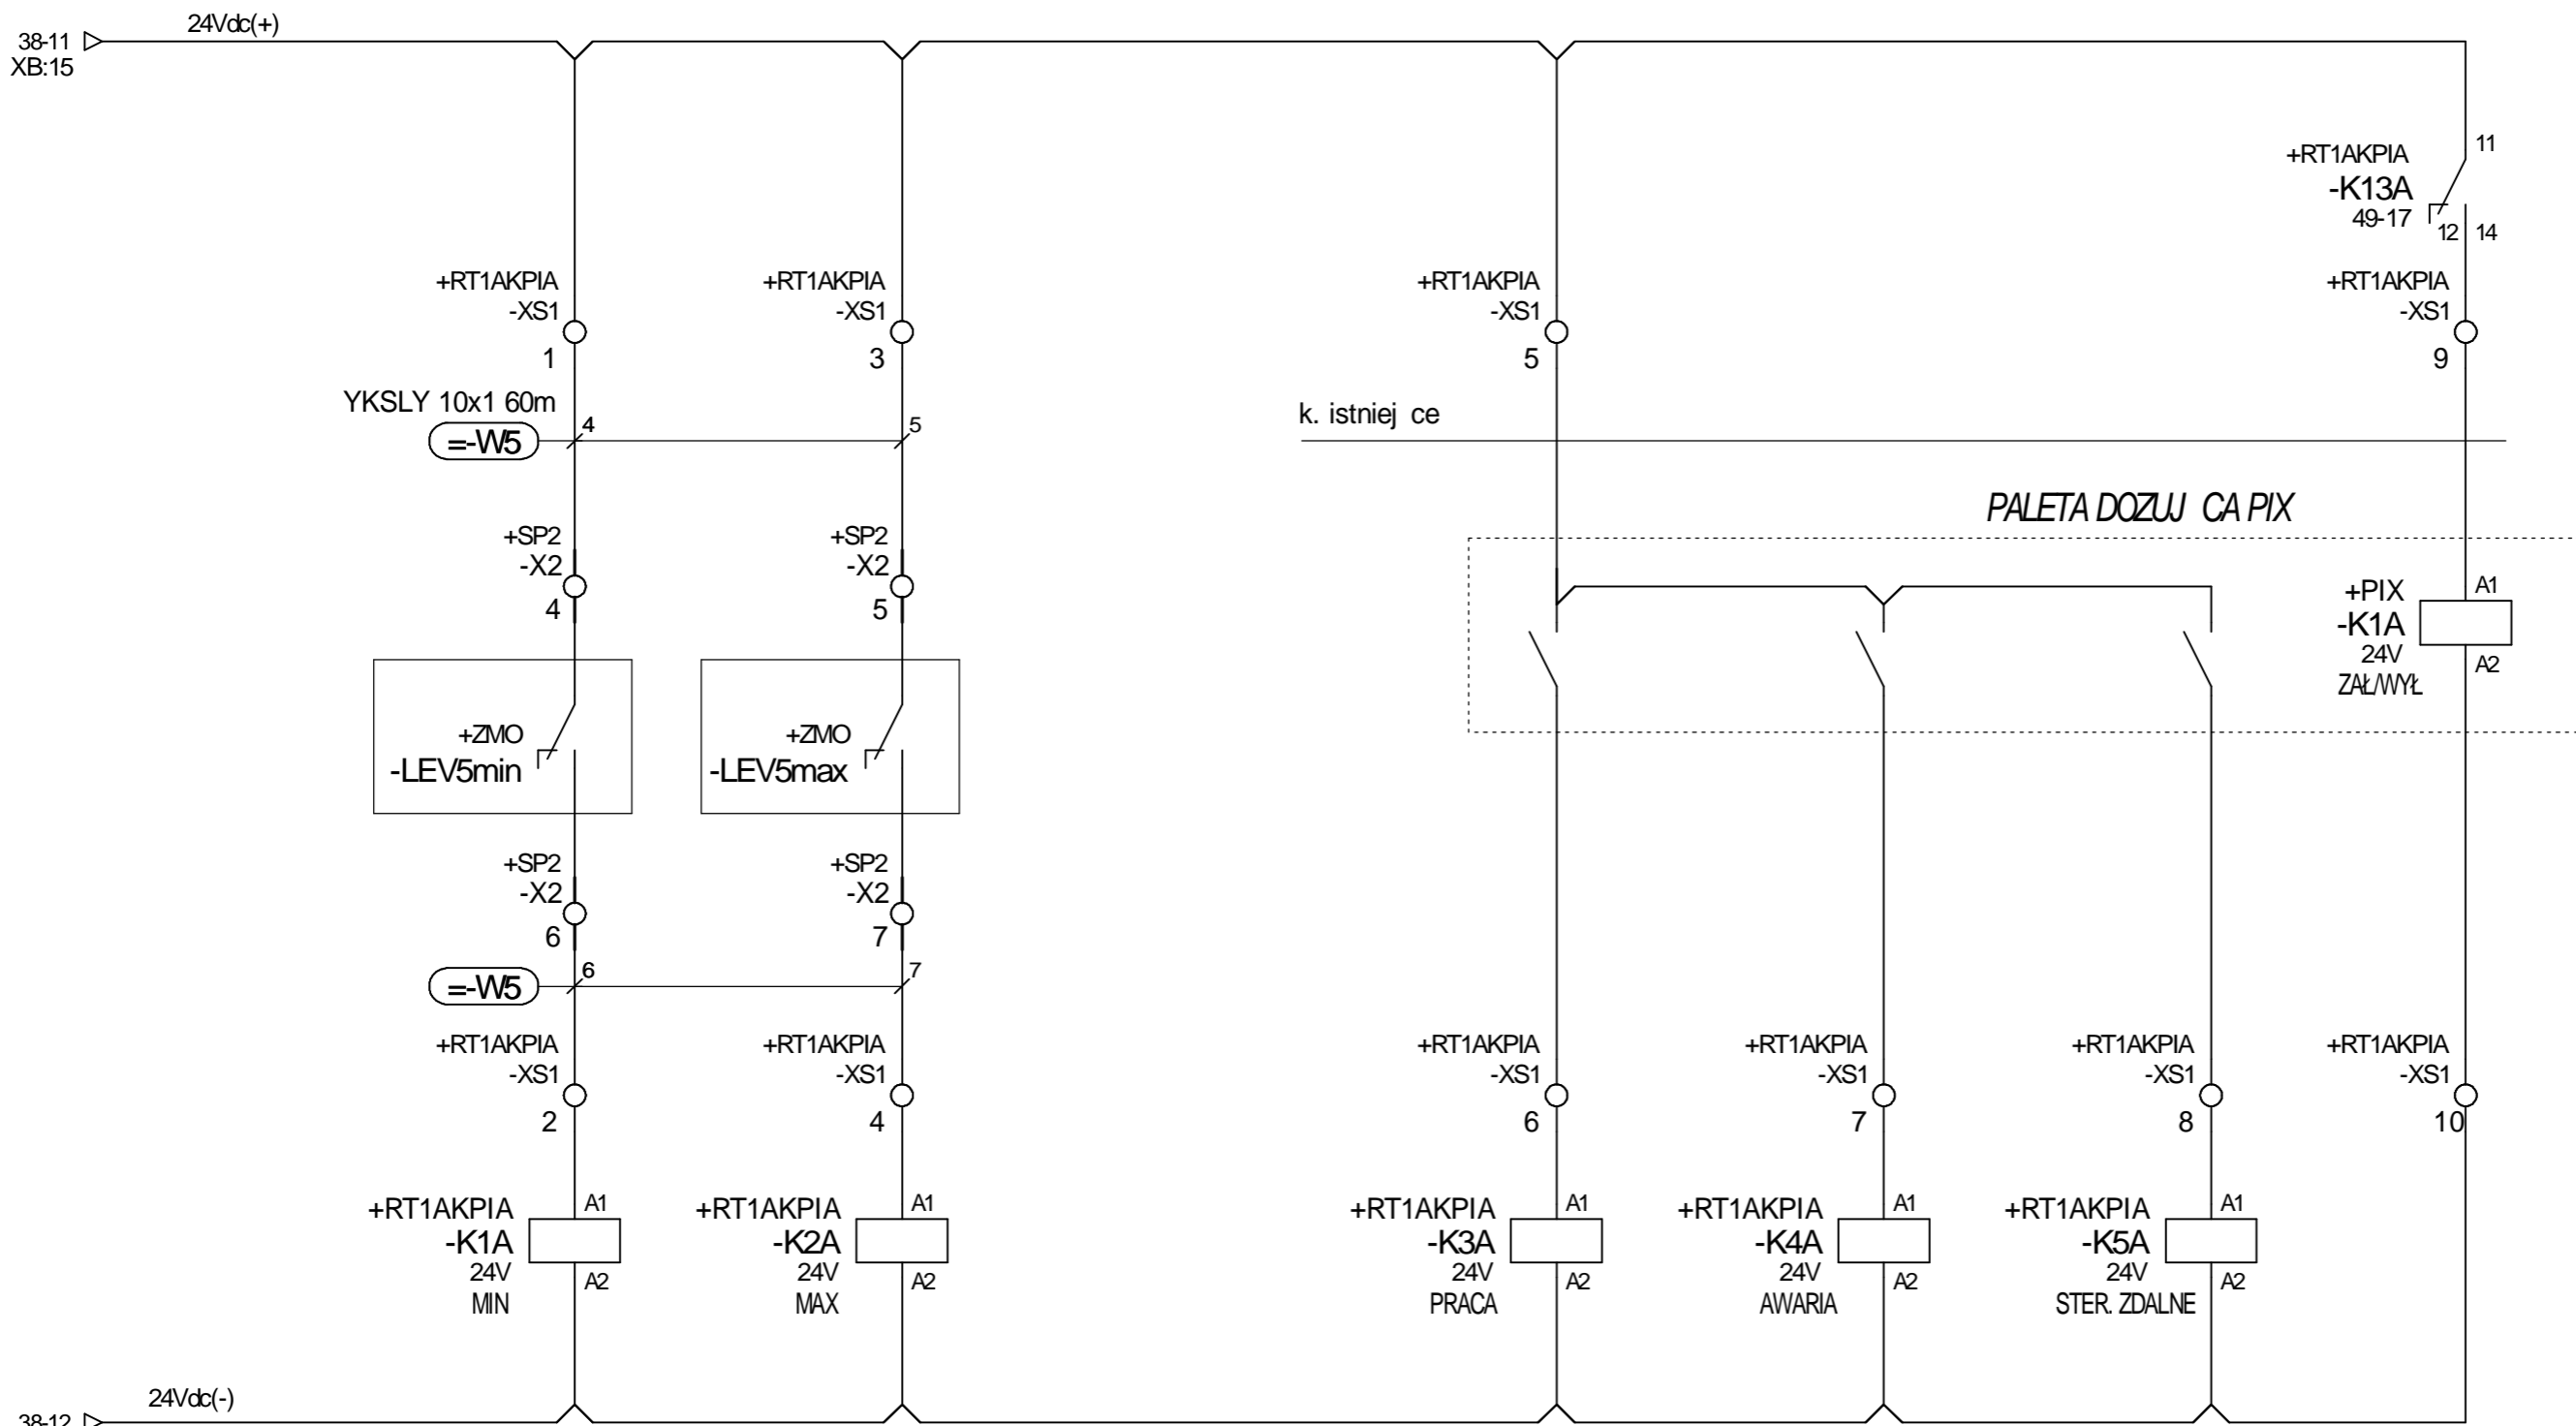 24Vdc(+)
38-11
XB:15
+RT1AKPIA
-K13A
49-17
11
12
14
+RT1AKPIA
-XS1
1
+RT1AKPIA
-XS1
3
+RT1AKPIA
-XS1
5
+RT1AKPIA
-XS1
9
YKSLY 10x1 60m
=-W5
4
5
k. istniej ce
PALETA DOZUJ CA PIX
+SP2
-X2
4
+SP2
-X2
5
+PIX
-K1A
24V
ZAŁ/WYŁ
A1
A2
+ZMO
-LEV5min
+ZMO
-LEV5max
+SP2
-X2
6
+SP2
-X2
7
=-W5
6
7
+RT1AKPIA
-XS1
2
+RT1AKPIA
-XS1
4
+RT1AKPIA
-XS1
6
+RT1AKPIA
-XS1
7
+RT1AKPIA
-XS1
8
+RT1AKPIA
-XS1
10
+RT1AKPIA
-K1A
24V
MIN
A1
A2
+RT1AKPIA
-K2A
24V
MAX
A1
A2
+RT1AKPIA
-K3A
24V
PRACA
A1
A2
+RT1AKPIA
-K4A
24V
AWARIA
A1
A2
+RT1AKPIA
-K5A
24V
STER. ZDALNE
A1
A2
24Vdc(-)
38-12